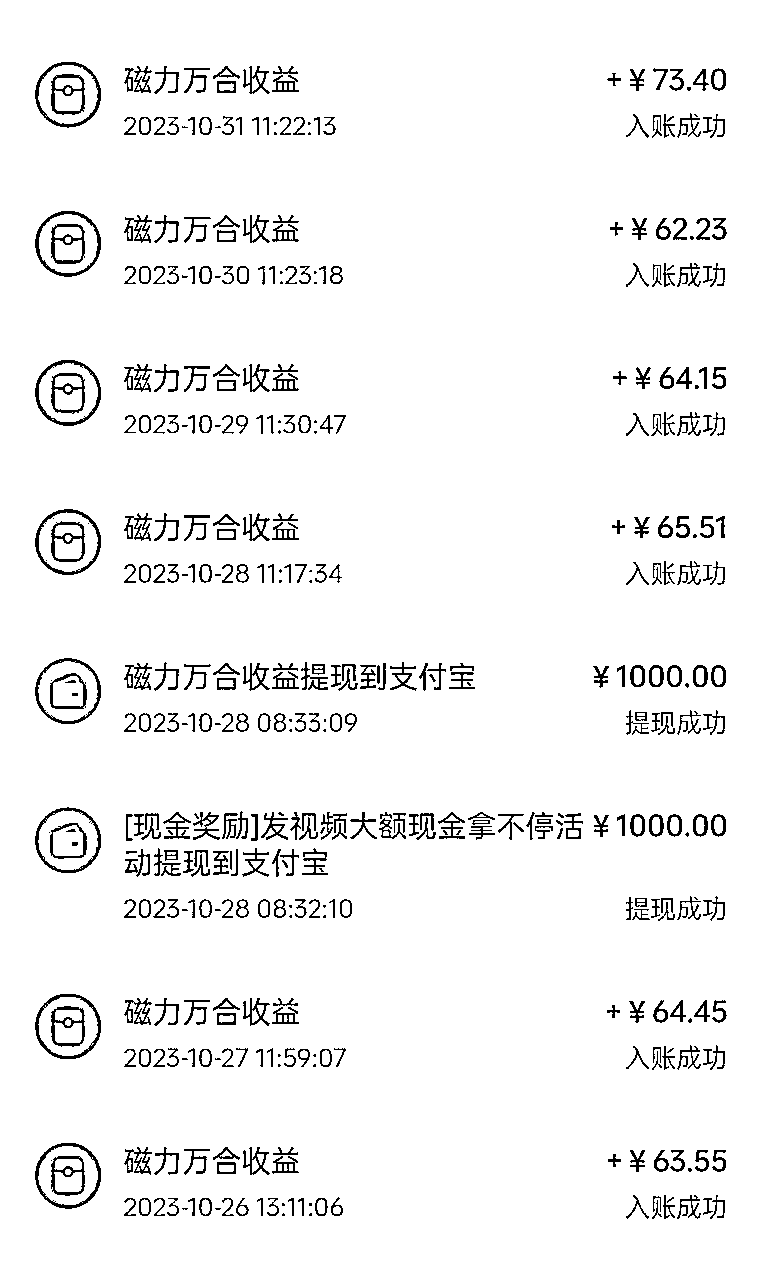 磁力万合收益 +￥73.40
2023-10-31 11:22:13 入账成功
磁力万合收益 +￥62.23
2023-10-30 11:23:18 入账成功
磁力万合收益 +￥64.15
2023-10-29 11:30:47 入账成功
磁力万合收益 +￥65.51
2023-10-28 11:17:34 入账成功
磁力万合收益提现到支付宝 ￥1000.00
2023-10-28 08:33:09 提现成功
[现金奖励]发视频大额现金拿不停活 ￥1000.00
动提现到支付宝
2023-10-28 08:32:10 提现成功
磁力万合收益 +￥64.45
2023-10-27 11:59:07 入账成功
磁力万合收益 +￥63.55
2023-10-26 13:11:06 入账成功